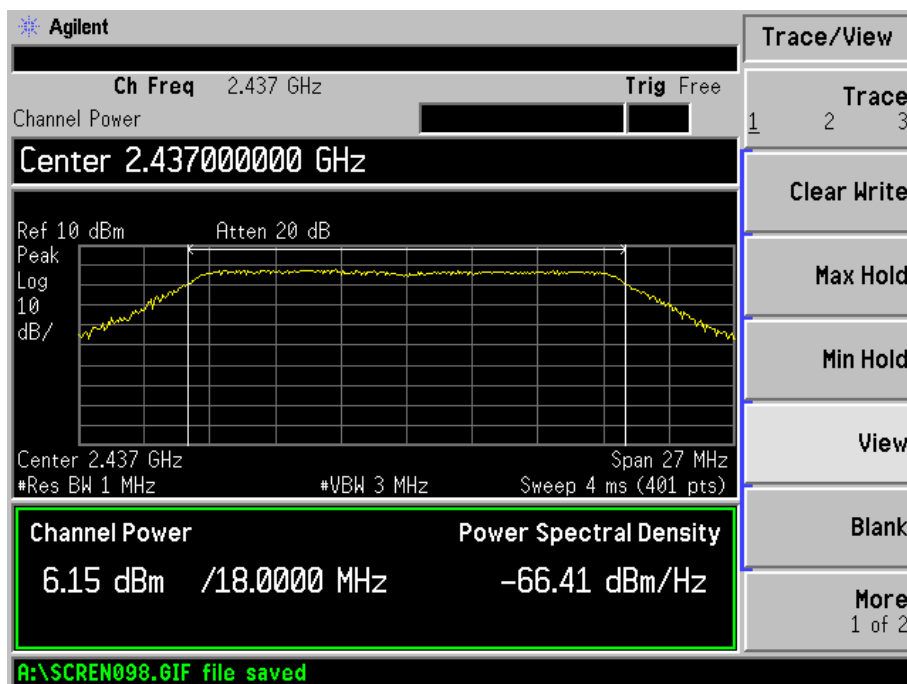 Agilent
Ch Freq 2.437 GHz Trig Free
Channel Power
Center 2.437000000 GHz
Ref 10 dBm Atten 20 dB
Peak
Log
10
dB/
Center 2.437 GHz Span 27 MHz
#Res BW 1 MHz #VBW 3 MHz Sweep 4 ms (401 pts)
Channel Power Power Spectral Density
6.15 dBm /18.0000 MHz -66.41 dBm/Hz
A:\SCREN098.GIF file saved
Trace/View
Trace
1 2 3
Clear Write
Max Hold
Min Hold
View
Blank
More
1 of 2